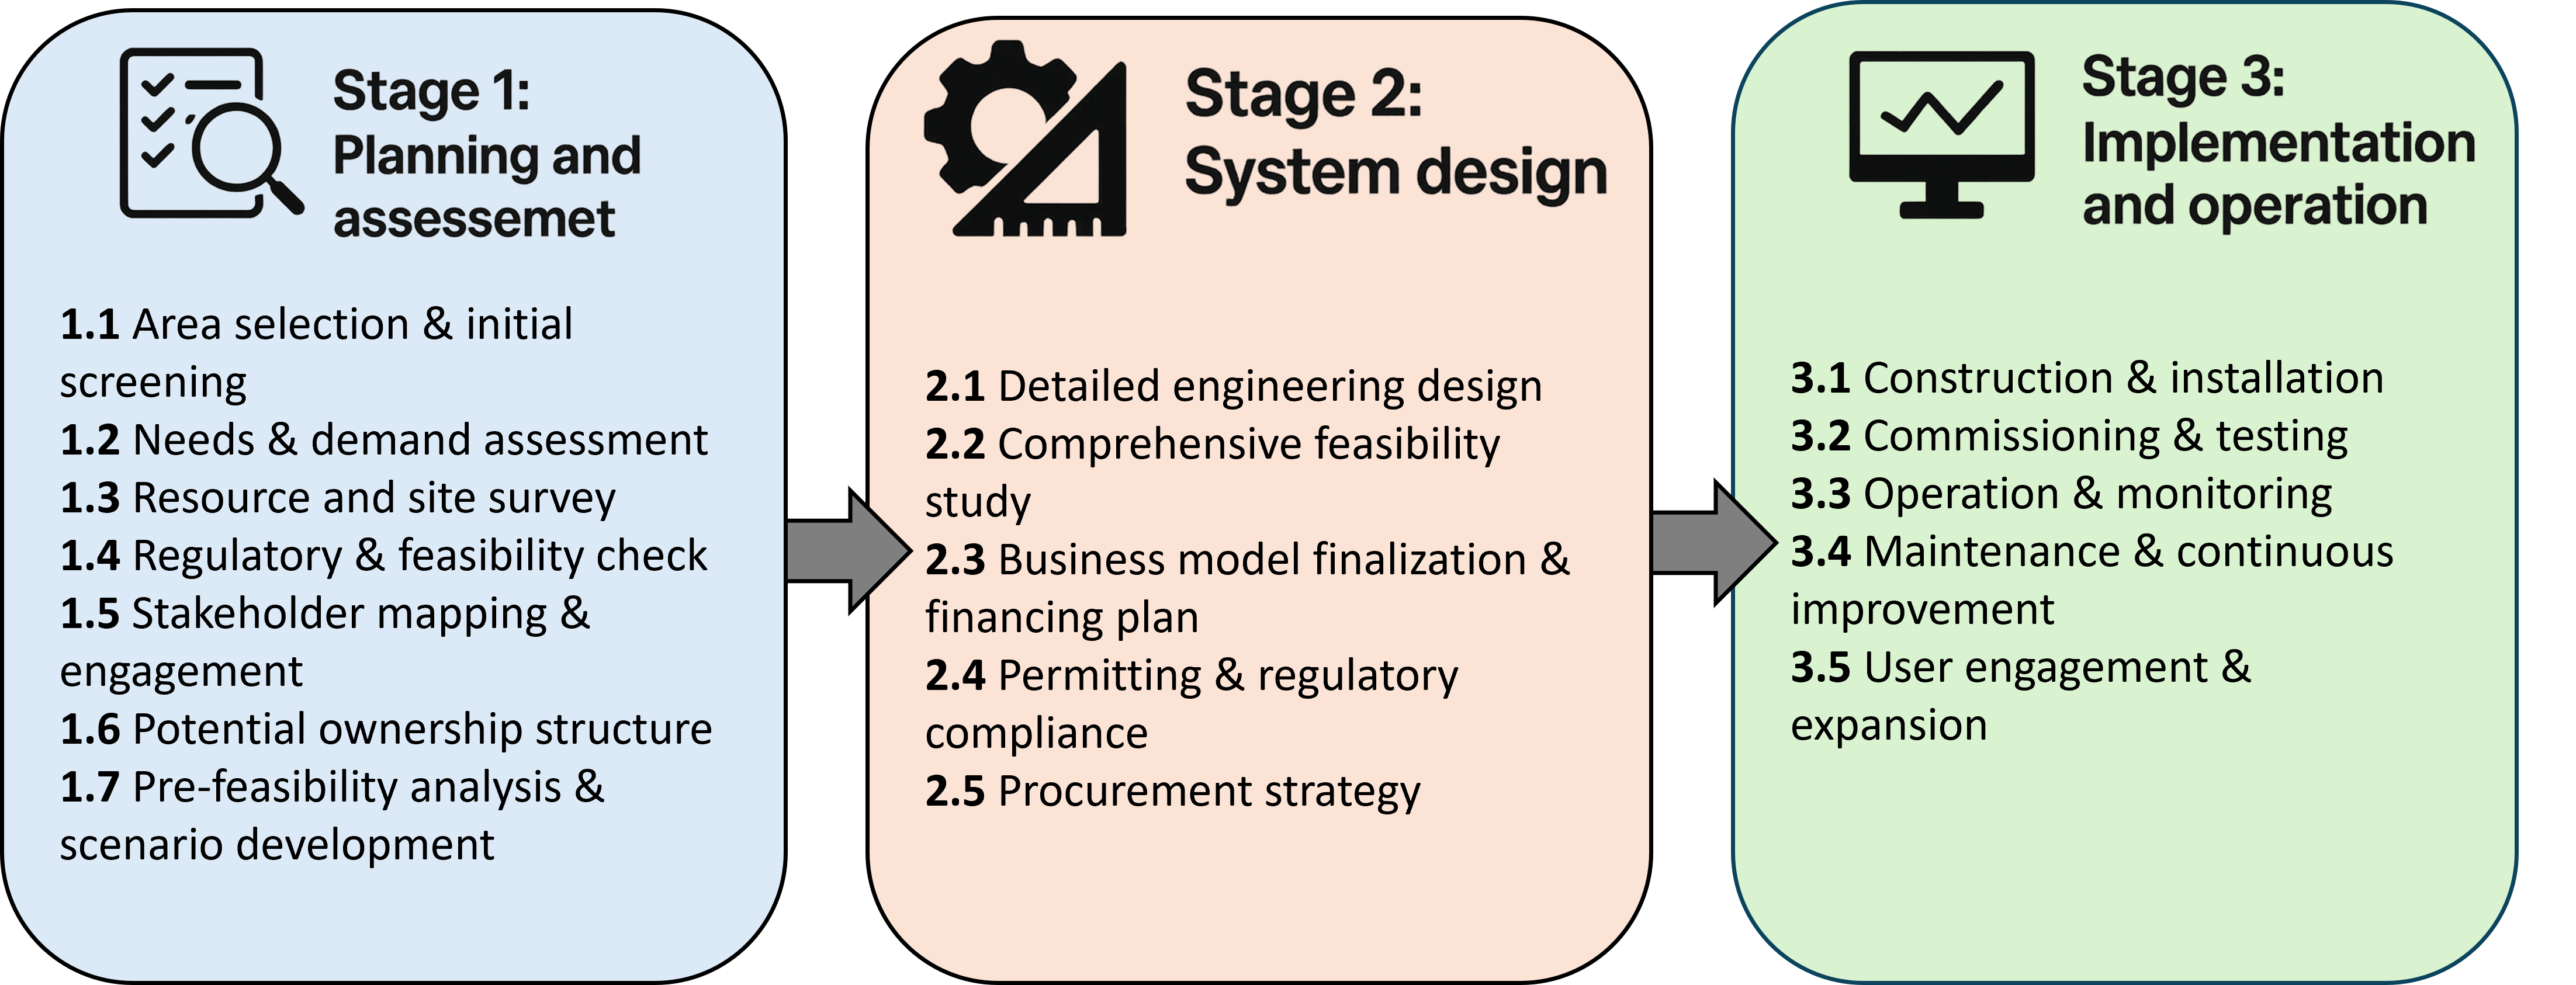 Stage 1:
Planning and
assessemet
1.1 Area selection & initial
screening
1.2 Needs & demand assessment
1.3 Resource and site survey
1.4 Regulatory & feasibility check
1.5 Stakeholder mapping &
engagement
1.6 Potential ownership structure
1.7 Pre-feasibility analysis &
scenario development
Stage 2:
System design
2.1 Detailed engineering design
2.2 Comprehensive feasibility
study
2.3 Business model finalization &
financing plan
2.4 Permitting & regulatory
compliance
2.5 Procurement strategy
Stage 3:
Implementation
and operation
3.1 Construction & installation
3.2 Commissioning & testing
3.3 Operation & monitoring
3.4 Maintenance & continuous
improvement
3.5 User engagement &
expansion